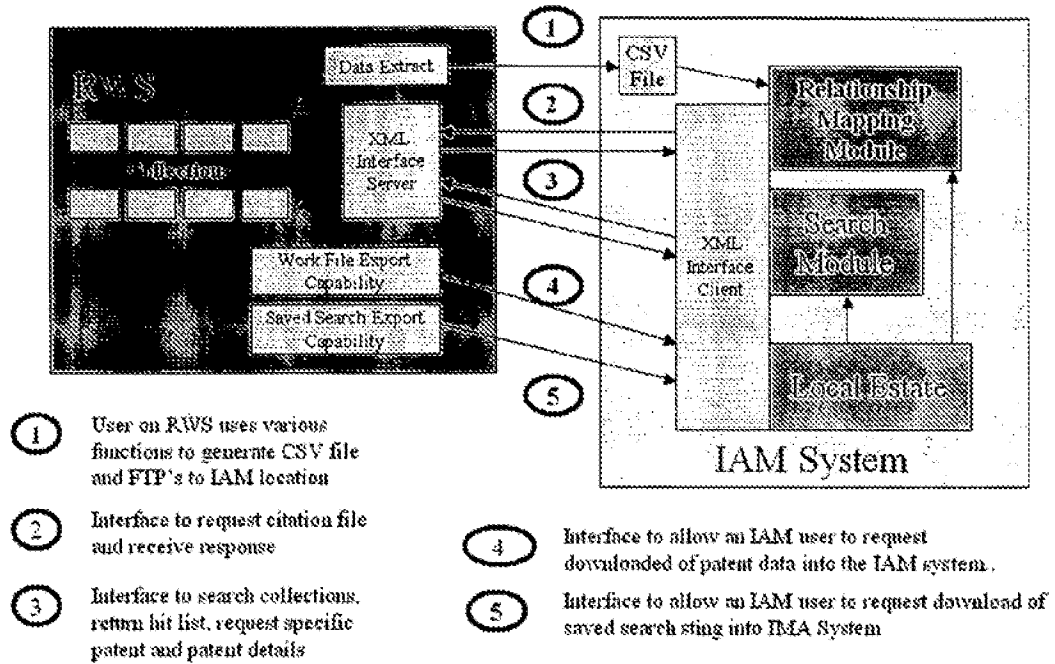 RWS
Data Extract
XML
Interface
Server
Collections
Work File Export
Capability
Saved Search Export
Capability
1
2
3
4
5
CSV
File
Relationship
Mapping
Module
Search
Module
XML
Interface
Client
Local Estate
IAM System
1
User on RWS uses various
functions to generate CSV file
and FTP's to IAM location
2
Interface to request citation file
and receive response
3
Interface to search collections,
return hit list, request specific
patent and patent details
4
Interface to allow an IAM user to request
downloaded of patent data into the IAM system.
5
Interface to allow an IAM user to request download of
saved search sting into IMA System